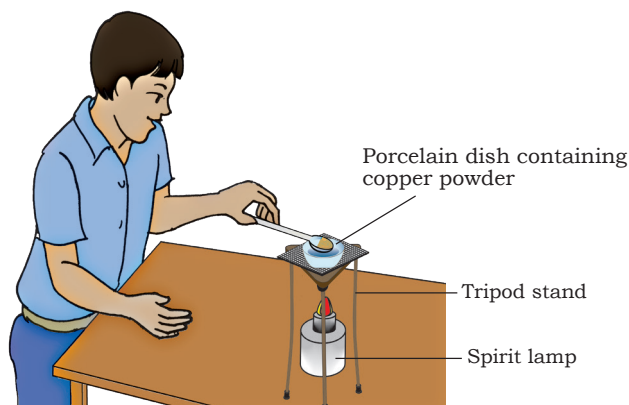 Porcelain dish containing
copper powder
Tripod stand
Spirit lamp